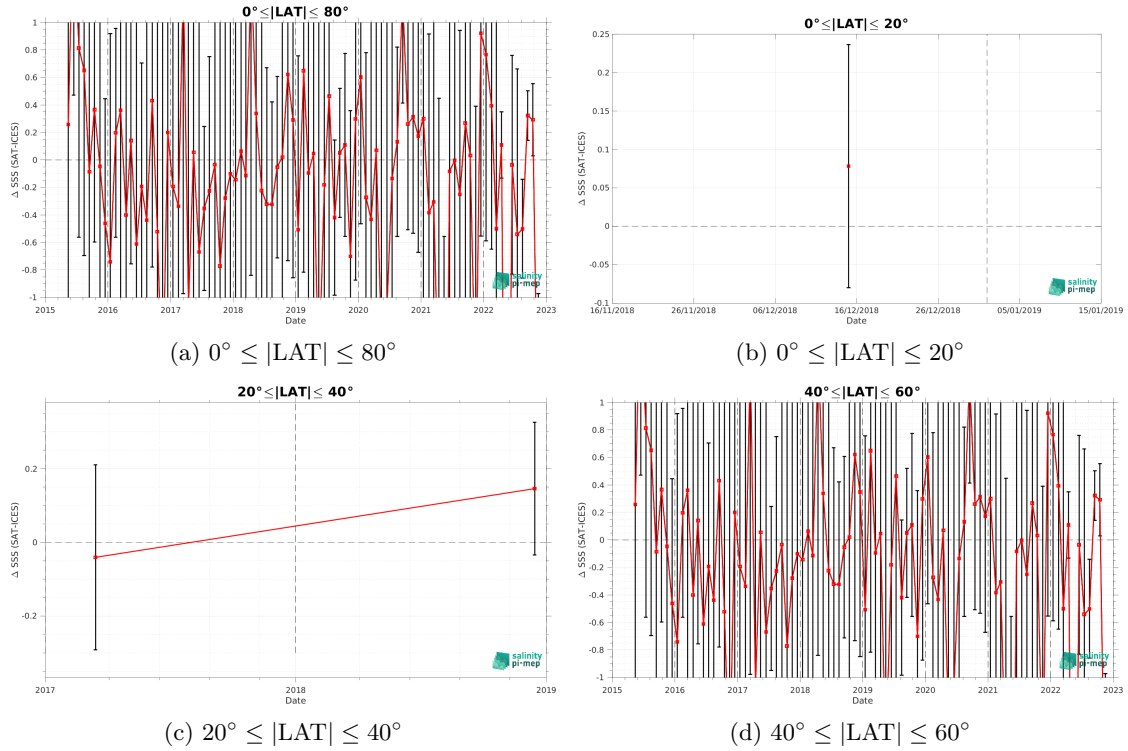 0°≤|LAT|≤ 80°
1
0.8
0.6
0.4
0.2
0
-0.2
-0.4
-0.6
-0.8
-1
Δ SSS (SAT-ICES)
2015 2016 2017 2018 2019 2020 2021 2022 2023
Date
salinity
pi-mep
(a) 0° ≤ |LAT| ≤ 80°
0°≤|LAT|≤ 20°
0.25
0.2
0.15
0.1
0.05
0
-0.05
-0.1
Δ SSS (SAT-ICES)
16/11/2018 26/11/2018 06/12/2018 16/12/2018 26/12/2018 05/01/2019 15/01/2019
Date
salinity
pi-mep
(b) 0° ≤ |LAT| ≤ 20°
20°≤|LAT|≤ 40°
0.2
0
-0.2
Δ SSS (SAT-ICES)
2017 2018 2019
Date
salinity
pi-mep
(c) 20° ≤ |LAT| ≤ 40°
40°≤|LAT|≤ 60°
1
0.8
0.6
0.4
0.2
0
-0.2
-0.4
-0.6
-0.8
-1
Δ SSS (SAT-ICES)
2015 2016 2017 2018 2019 2020 2021 2022 2023
Date
salinity
pi-mep
(d) 40° ≤ |LAT| ≤ 60°